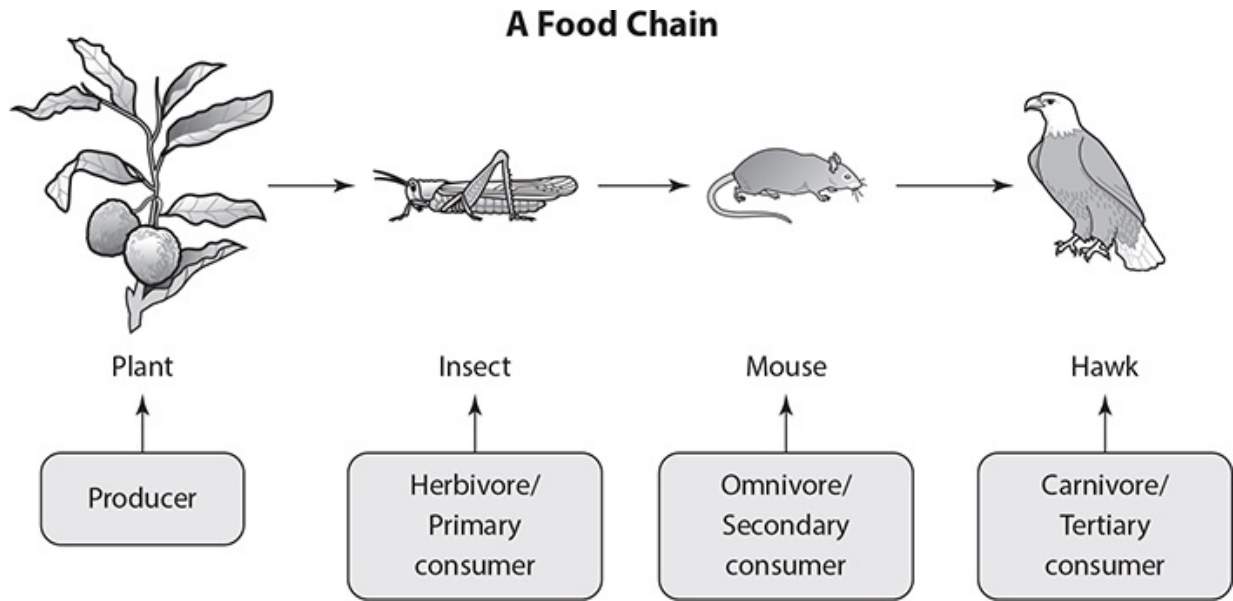 A Food Chain
Plant
Insect
Mouse
Hawk
Producer
Herbivore/
Primary
consumer
Omnivore/
Secondary
consumer
Carnivore/
Tertiary
consumer